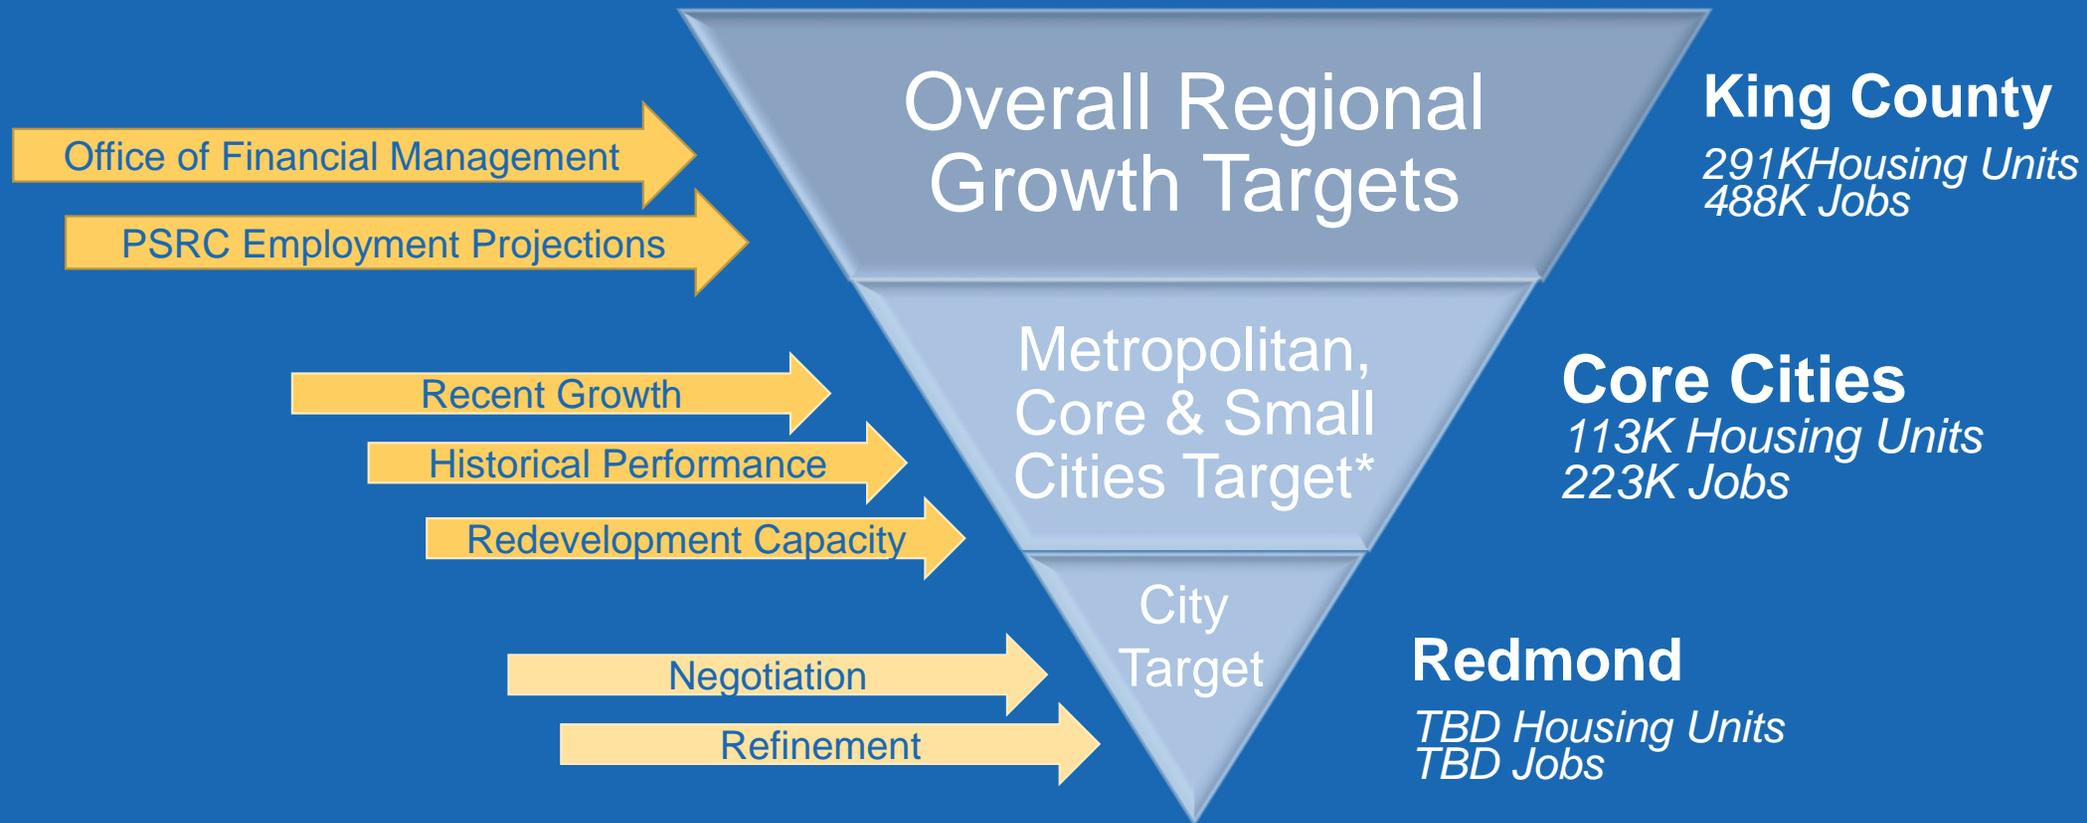 Overall Regional
Growth Targets
King County
291KHousing Units
488K Jobs
Office of Financial Management
PSRC Employment Projections
Metropolitan,
Core & Small
Cities Target*
Core Cities
113K Housing Units
223K Jobs
Recent Growth
Historical Performance
Redevelopment Capacity
City
Target
Redmond
TBD Housing Units
TBD Jobs
Negotiation
Refinement